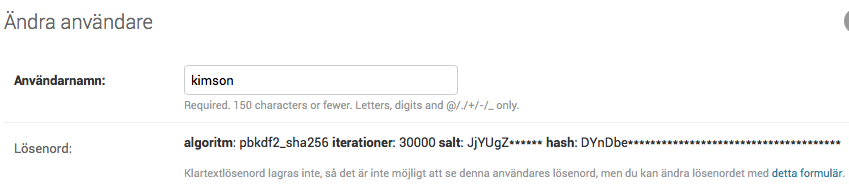 Ändra användare
Användarnamn: kimson
Required. 150 characters or fewer. Letters, digits and @/./+/-/_ only.
Lösenord: algoritm: pbkdf2_sha256 iterationer: 30000 salt: JjYUgZ****** hash: DYnDbe**************************************
Klartextlösenord lagras inte, så det är inte möjligt att se denna användares lösenord, men du kan ändra lösenordet med detta formulär.